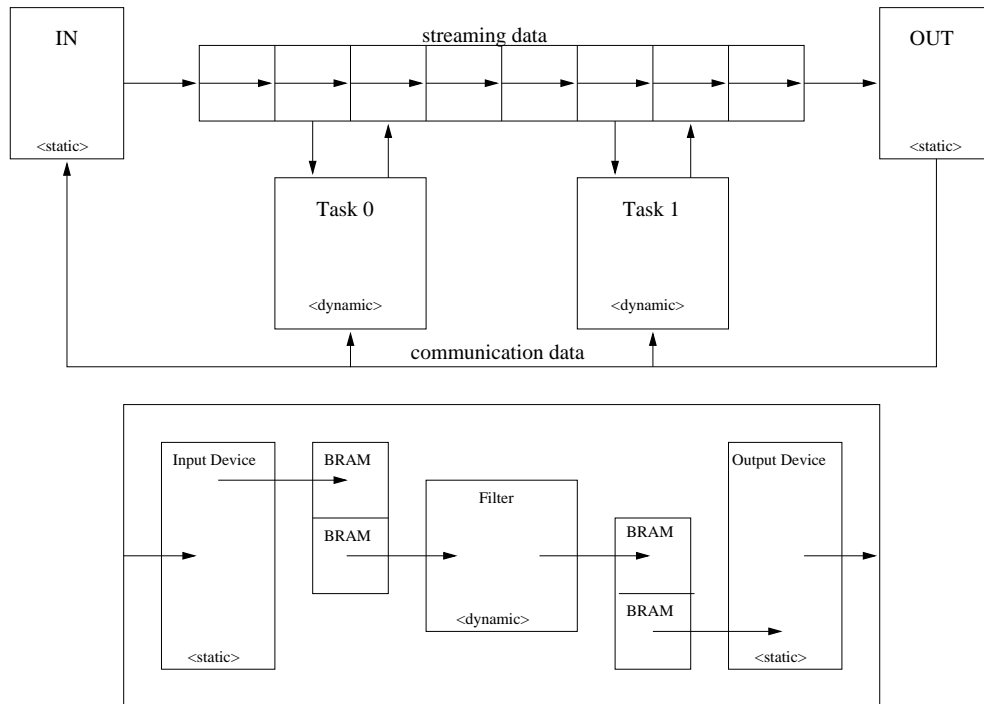 IN
streaming data
OUT
<static>
<static>
Task 0
Task 1
<dynamic>
<dynamic>
communication data
Input Device
BRAM
Output Device
Filter
BRAM
BRAM
BRAM
<dynamic>
<static>
<static>